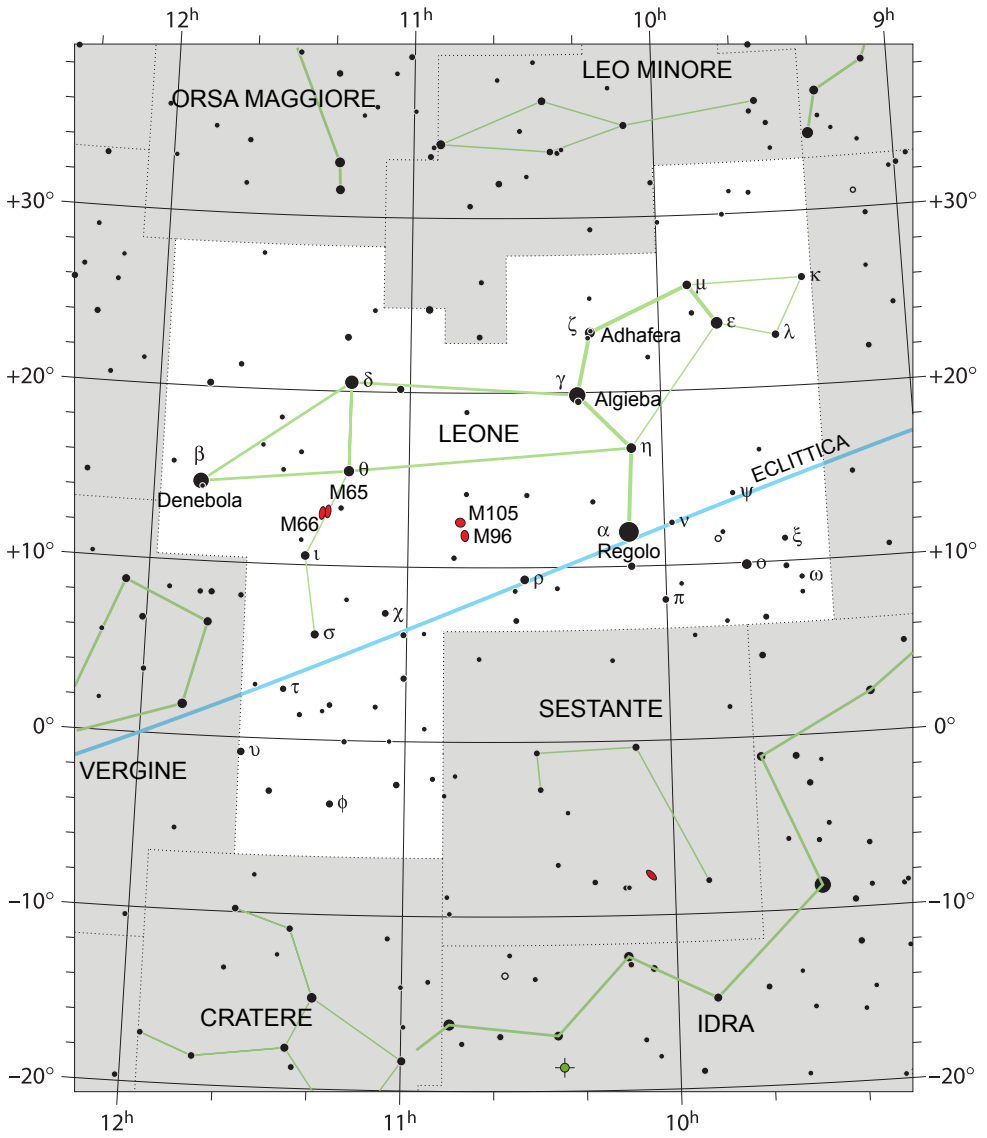 12h 11h 10h 9h
LEO MINORE
ORSA MAGGIORE
+30° +30°
κ
μ
ζ Adhafera ε λ
+20° δ γ +20°
Algieba
LEONE η
β ECLITTICA
θ
Denebola M65 ψ
M66 M105 ν
α ξ
M96
+10° ι Regolo ο +10°
ρ ω
π
χ
σ
τ
SESTANTE
0° 0°
υ
VERGINE
ϕ
–10° –10°
CRATERE IDRA
–20° –20°
12h 11h 10h